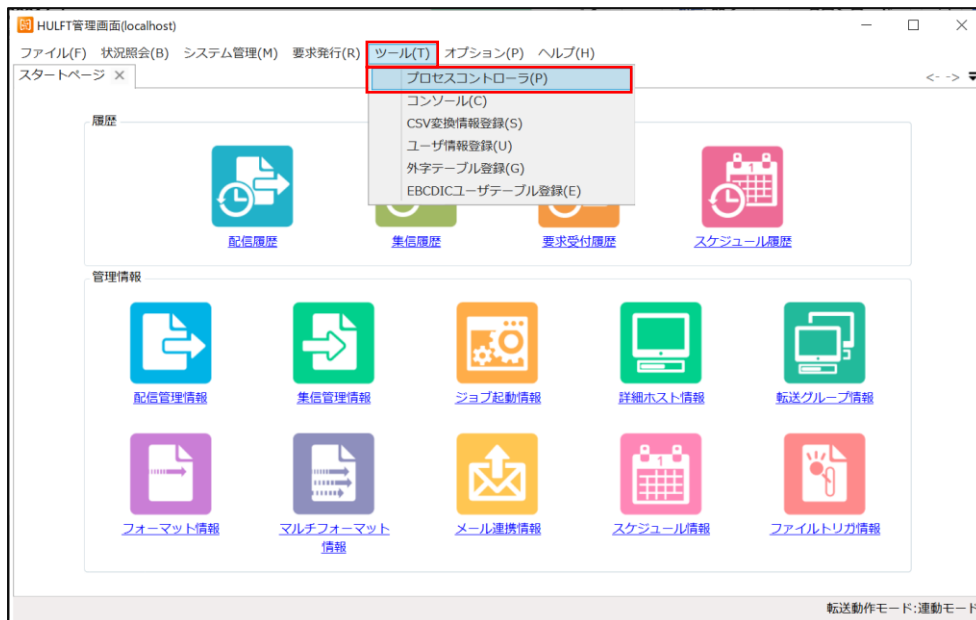 HULFT管理画面(localhost)
ファイル(F) 状況照会(B) システム管理(M) 要求発行(R) ツール(T) オプション(P) ヘルプ(H)
スタートページ × <- ->
プロセスコントローラ(P)
コンソール(C)
CSV変換情報登録(S)
ユーザ情報登録(U)
外字テーブル登録(G)
EBCDICユーザテーブル登録(E)
履歴
配信履歴 集信履歴 要求受付履歴 スケジュール履歴
管理情報
配信管理情報 集信管理情報 ジョブ起動情報 詳細ホスト情報 転送グループ情報
フォーマット情報 マルチフォーマット メール連携情報 スケジュール情報 ファイルトリガ情報
情報
転送動作モード:連動モード